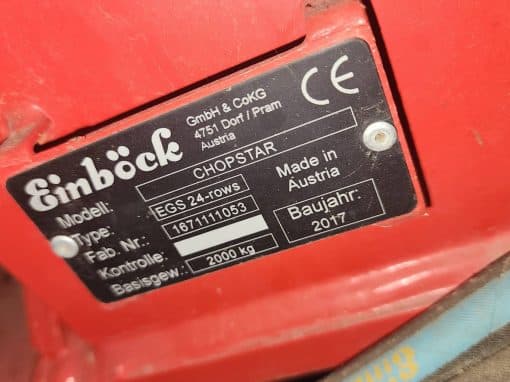 Einböck
GmbH & CoKG
4751 Dorf / Pram
Austria
CE
Modell: CHOPSTAR
Type: EGS 24-rows
Fab. Nr.: 1671111053
Kontrolle:
Basisgew.: 2000 kg
Made in
Austria
Baujahr:
2017